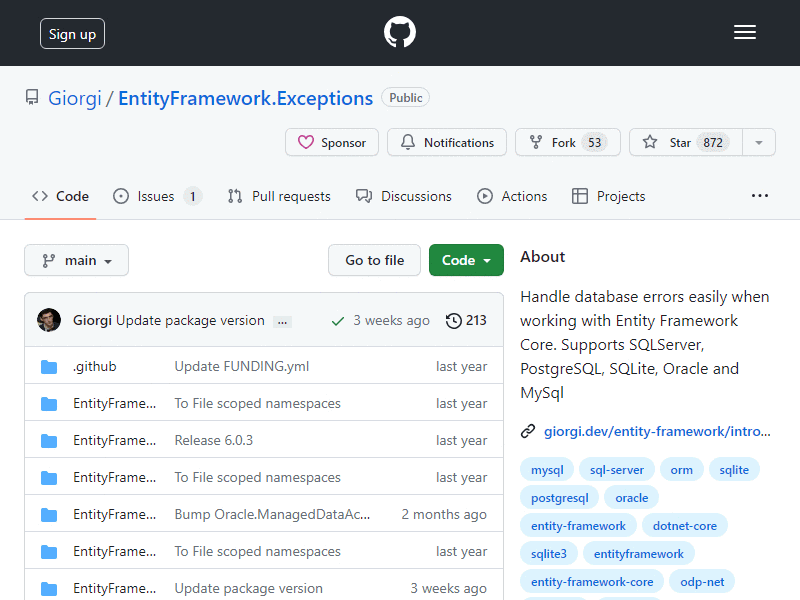 Sign up
Giorgi / EntityFramework.Exceptions Public
Sponsor Notifications Fork 53 Star 872
Code Issues 1 Pull requests Discussions Actions Projects ...
main Go to file Code
Giorgi Update package version ... 3 weeks ago 213
.github Update FUNDING.yml last year
EntityFrame... To File scoped namespaces last year
EntityFrame... Release 6.0.3 last year
EntityFrame... To File scoped namespaces last year
EntityFrame... Bump Oracle.ManagedDataAc... 2 months ago
EntityFrame... To File scoped namespaces last year
EntityFrame... Update package version 3 weeks ago
About
Handle database errors easily when
working with Entity Framework
Core. Supports SQLServer,
PostgreSQL, SQLite, Oracle and
MySql
giorgi.dev/entity-framework/intro...
mysql sql-server orm sqlite
postgresql oracle
entity-framework dotnet-core
sqlite3 entityframework
entity-framework-core odp-net